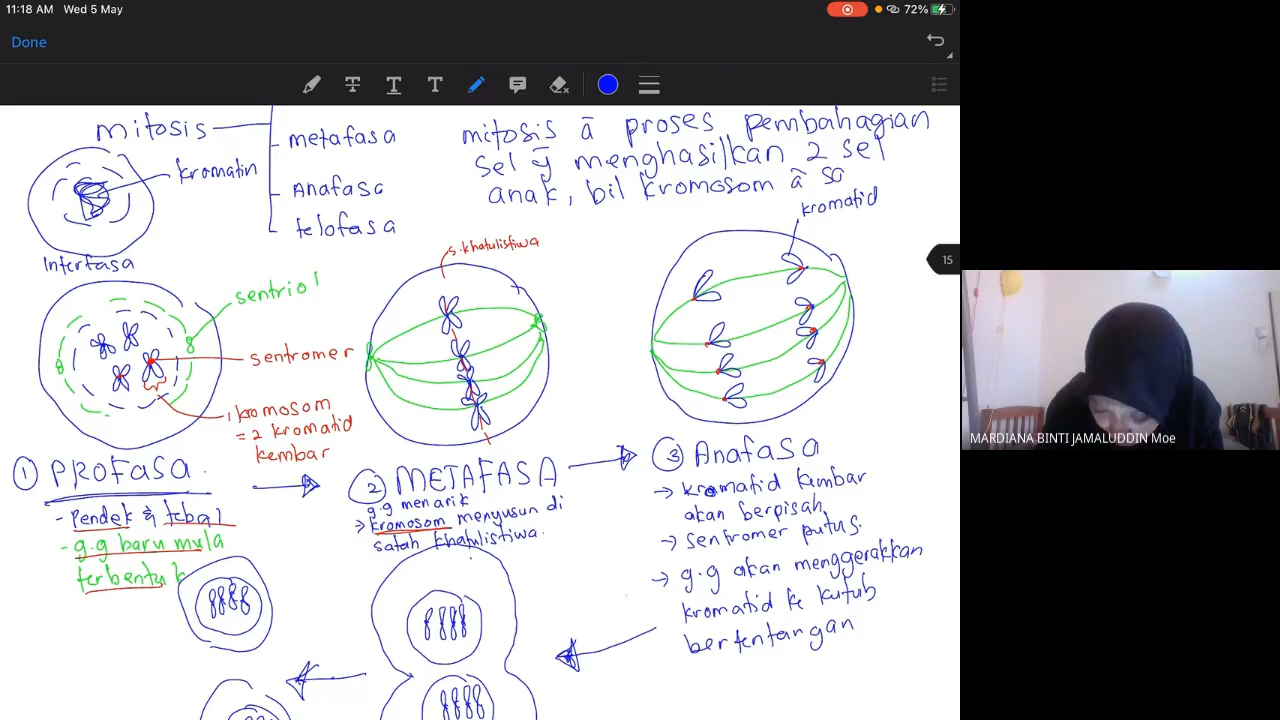 11:18 AM Wed 5 May
72%
Done
T T T
15
mitosis
metafasa
Anafasa
telofasa
kromatin
Interfasa
mitosis ā proses pembahagian
sel ȳ menghasilkan 2 sel
anak, bil kromosom ā sa
kromatid
s.khatulistiwa
sentriol
sentromer
1 kromosom
= 2 kromatid
kembar
① PROFASA
- Pendek & tebal
- g.g baru mula
terbentuk
② METAFASA
g.g menarik
→ kromosom menyusun di
satah khatulistiwa.
③ Anafasa
→ kromatid kembar
akan berpisah
→ sentromer putus.
→ g.g akan menggerakkan
kromatid ke kutub
bertentangan
MARDIANA BINTI JAMALUDDIN Moe